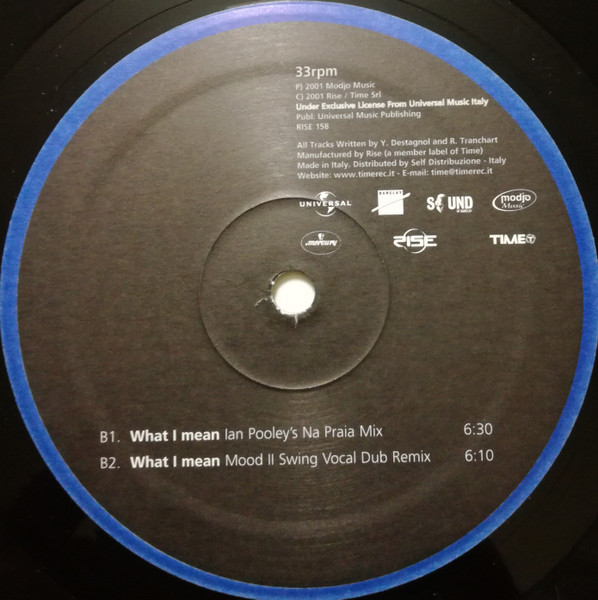 33rpm
P) 2001 Modjo Music
C) 2001 Rise / Time Srl
Under Exclusive License From Universal Music Italy
Publ. Universal Music Publishing
RISE 158
All Tracks Written by Y. Destagnol and R. Tranchart
Manufactured by Rise (a member label of Time)
Made in Italy. Distributed by Self Distribuzione - Italy
Website: www.timerec.it - E-mail: time@timerec.it
UNIVERSAL BARCLAY SOUND modjo Music
mercury RISE TIME
B1. What I mean Ian Pooley's Na Praia Mix 6:30
B2. What I mean Mood II Swing Vocal Dub Remix 6:10